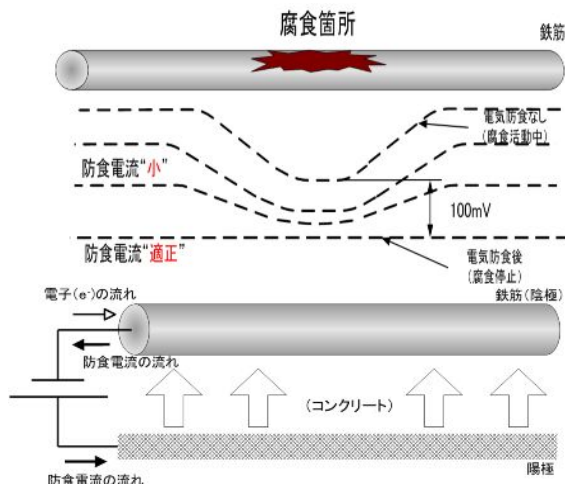 腐食箇所
鉄筋
電気防食なし
(腐食活動中)
防食電流“小”
100mV
防食電流“適正”
電気防食後
(腐食停止)
電子(e-)の流れ
鉄筋(陰極)
防食電流の流れ
(コンクリート)
陽極
防食電流の流れ